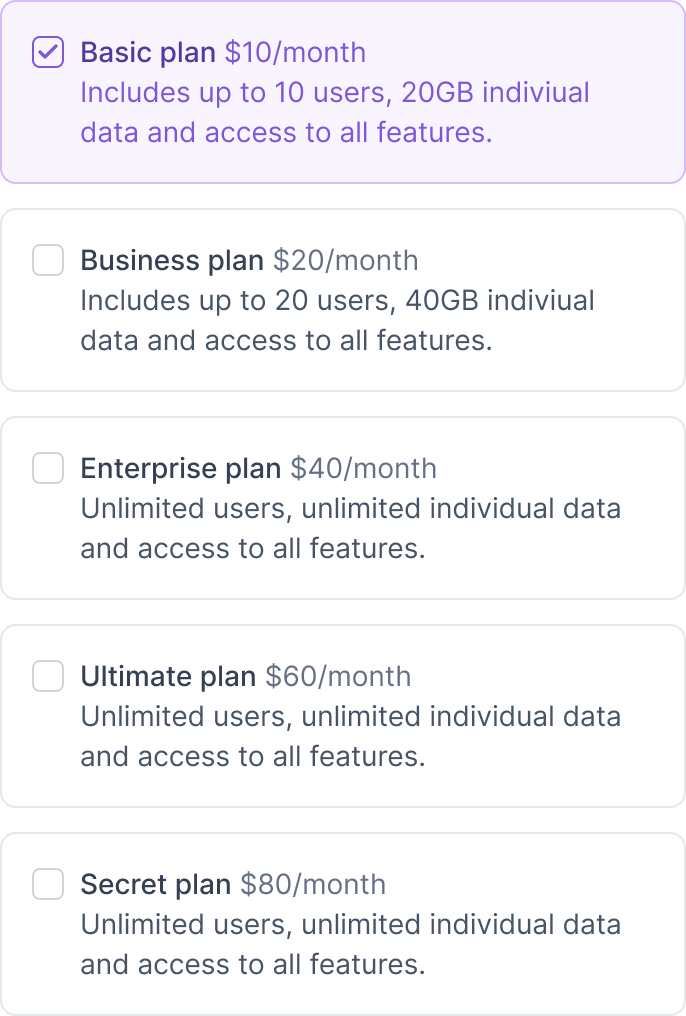 Basic plan $10/month
Includes up to 10 users, 20GB indiviual
data and access to all features.
Business plan $20/month
Includes up to 20 users, 40GB indiviual
data and access to all features.
Enterprise plan $40/month
Unlimited users, unlimited individual data
and access to all features.
Ultimate plan $60/month
Unlimited users, unlimited individual data
and access to all features.
Secret plan $80/month
Unlimited users, unlimited individual data
and access to all features.